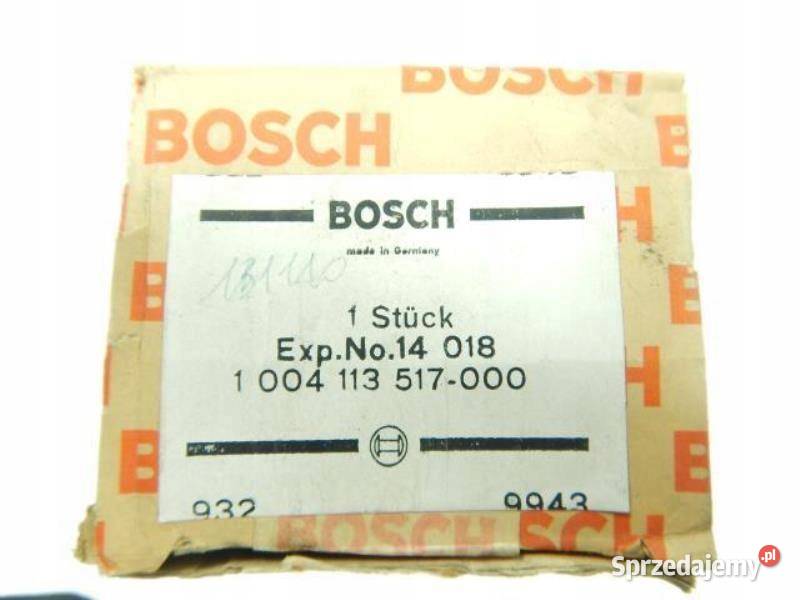 BOSCH
BOSCH B
BOSCH
made in Germany
1 Stück
Exp.No.14 018
1 004 113 517-000
932 9943
BOSCH SCH
Sprzedajemy.pl